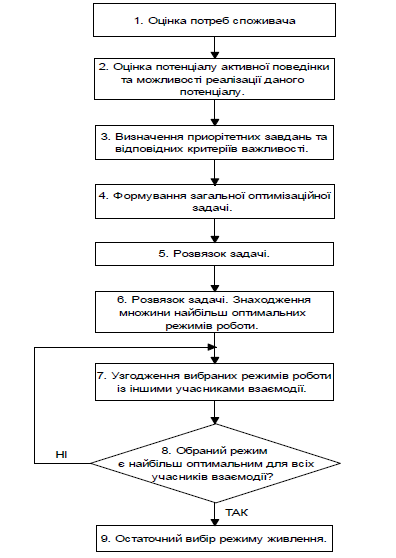 1. Оцінка потреб споживача
2. Оцінка потенціалу активної поведінки
та можливості реалізації даного
потенціалу.
3. Визначення приорітетних завдань та
відповідних критеріїв важливості.
4. Формування загальної оптимізаційної
задачі.
5. Розвязок задачі.
6. Розвязок задачі. Знаходження
множини найбільш оптимальних
режимів роботи.
7. Узгодження вибраних режимів роботи
із іншими учасниками взаємодії.
8. Обраний режим
є найбільш оптимальним для всіх
учасників взаємодії?
НІ
ТАК
9. Остаточний вибір режиму живлення.